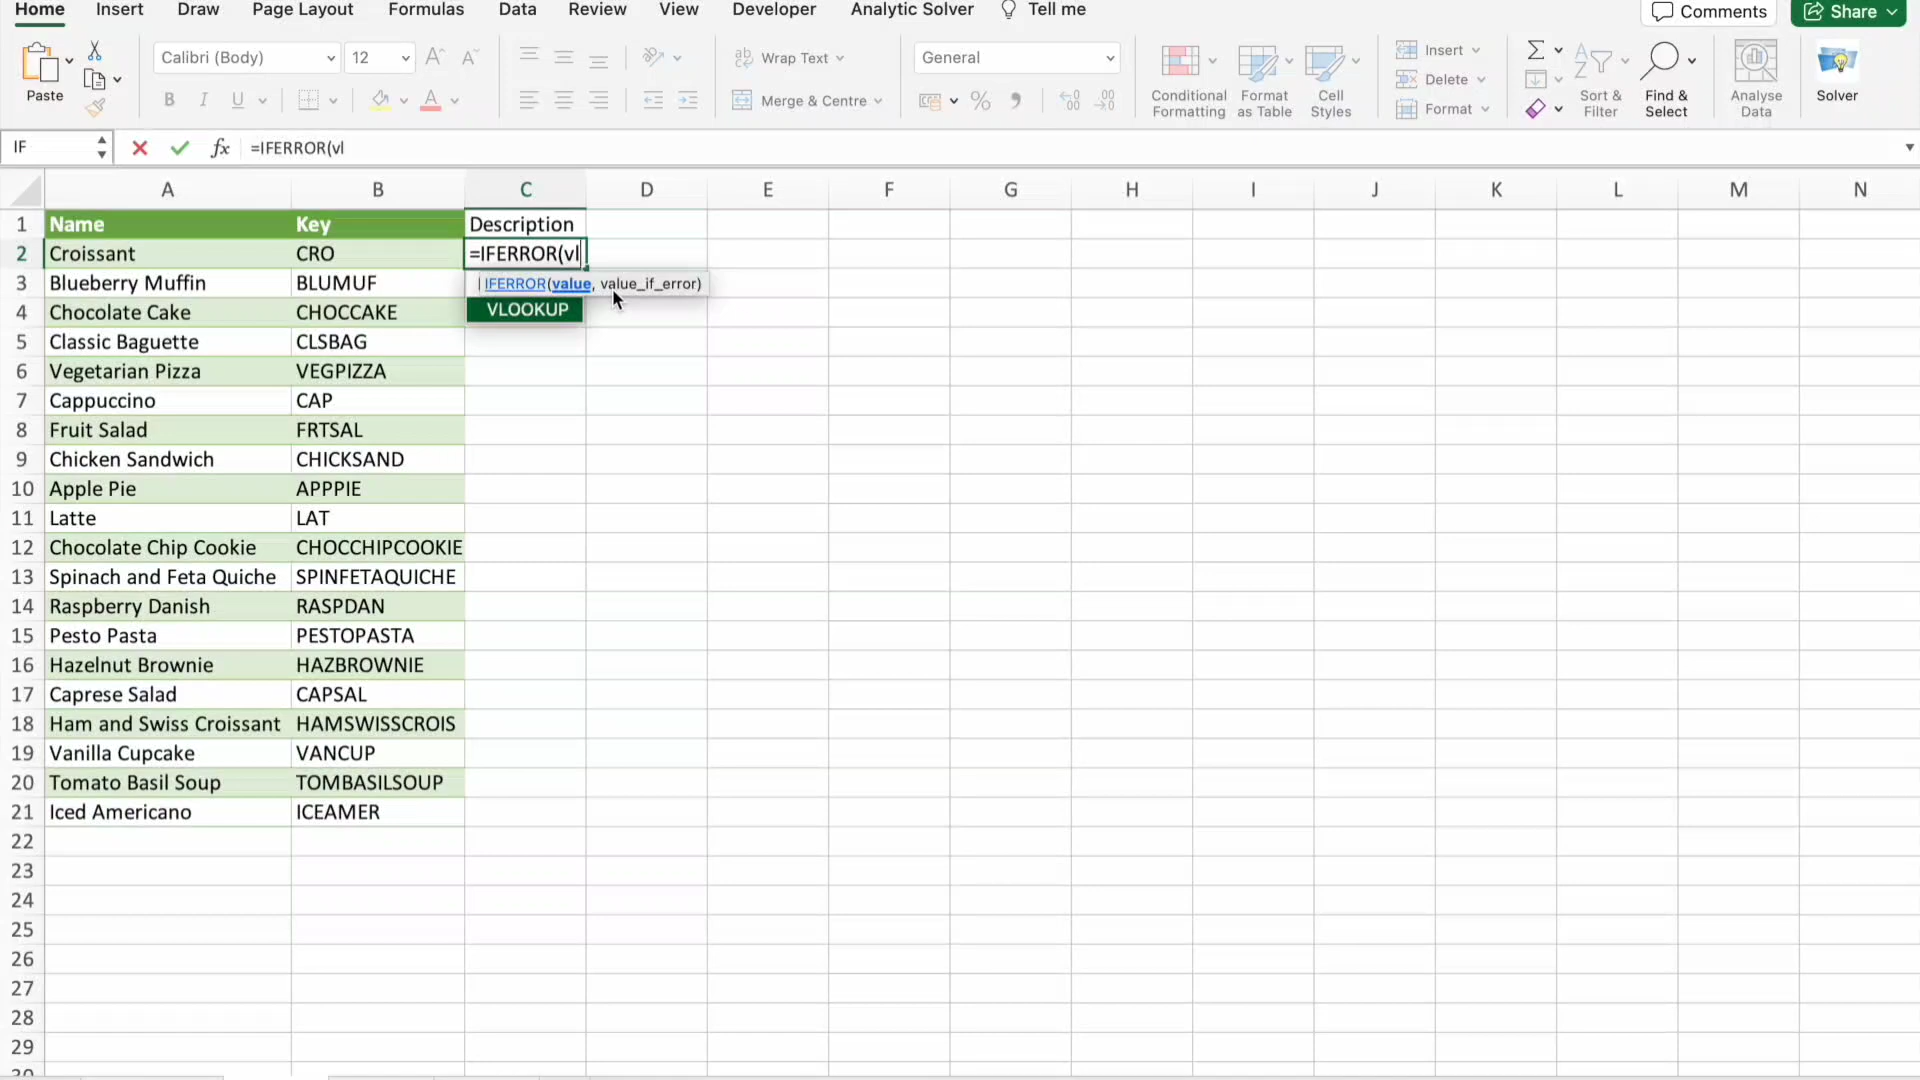 Home Insert Draw Page Layout Formulas Data Review View Developer Analytic Solver Tell me Comments Share
Paste Calibri (Body) 12 A A Wrap Text General Conditional Formatting Format as Table Cell Styles Insert Delete Format Sort & Filter Find & Select Analyse Data Solver
B I U A Merge & Centre % 
IF fx =IFERROR(vl
A B C D E F G H I J K L M N
1 Name Key Description
2 Croissant CRO =IFERROR(vl
IFERROR(value, value_if_error)
3 Blueberry Muffin BLUMUF
VLOOKUP
4 Chocolate Cake CHOCCAKE
5 Classic Baguette CLSBAG
6 Vegetarian Pizza VEGPIZZA
7 Cappuccino CAP
8 Fruit Salad FRTSAL
9 Chicken Sandwich CHICKSAND
10 Apple Pie APPPIE
11 Latte LAT
12 Chocolate Chip Cookie CHOCCHIPCOOKIE
13 Spinach and Feta Quiche SPINFETAQUICHE
14 Raspberry Danish RASPDAN
15 Pesto Pasta PESTOPASTA
16 Hazelnut Brownie HAZBROWNIE
17 Caprese Salad CAPSAL
18 Ham and Swiss Croissant HAMSWISSCROIS
19 Vanilla Cupcake VANCUP
20 Tomato Basil Soup TOMBASILSOUP
21 Iced Americano ICEAMER
22
23
24
25
26
27
28
29
30